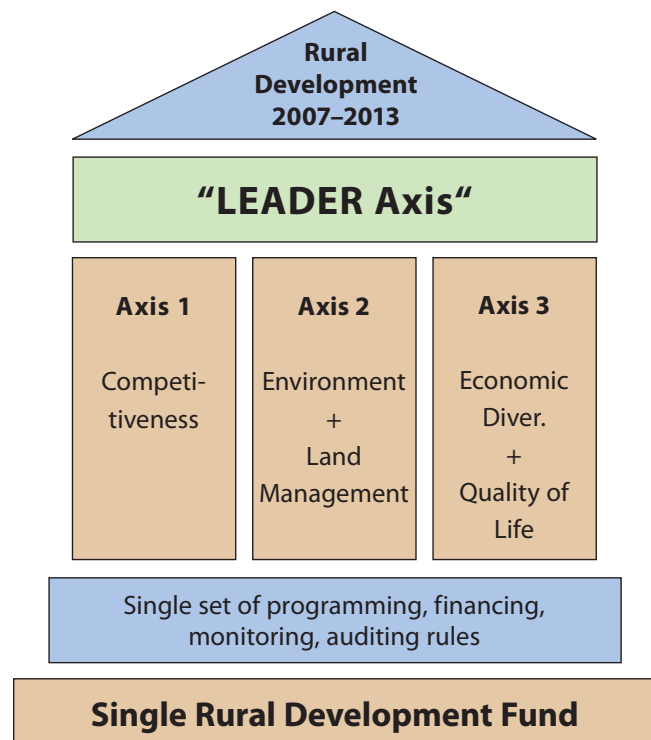 Rural
Development
2007–2013
“LEADER Axis“
Axis 1
Competi-
tiveness
Axis 2
Environment
+
Land
Management
Axis 3
Economic
Diver.
+
Quality of
Life
Single set of programming, financing,
monitoring, auditing rules
Single Rural Development Fund